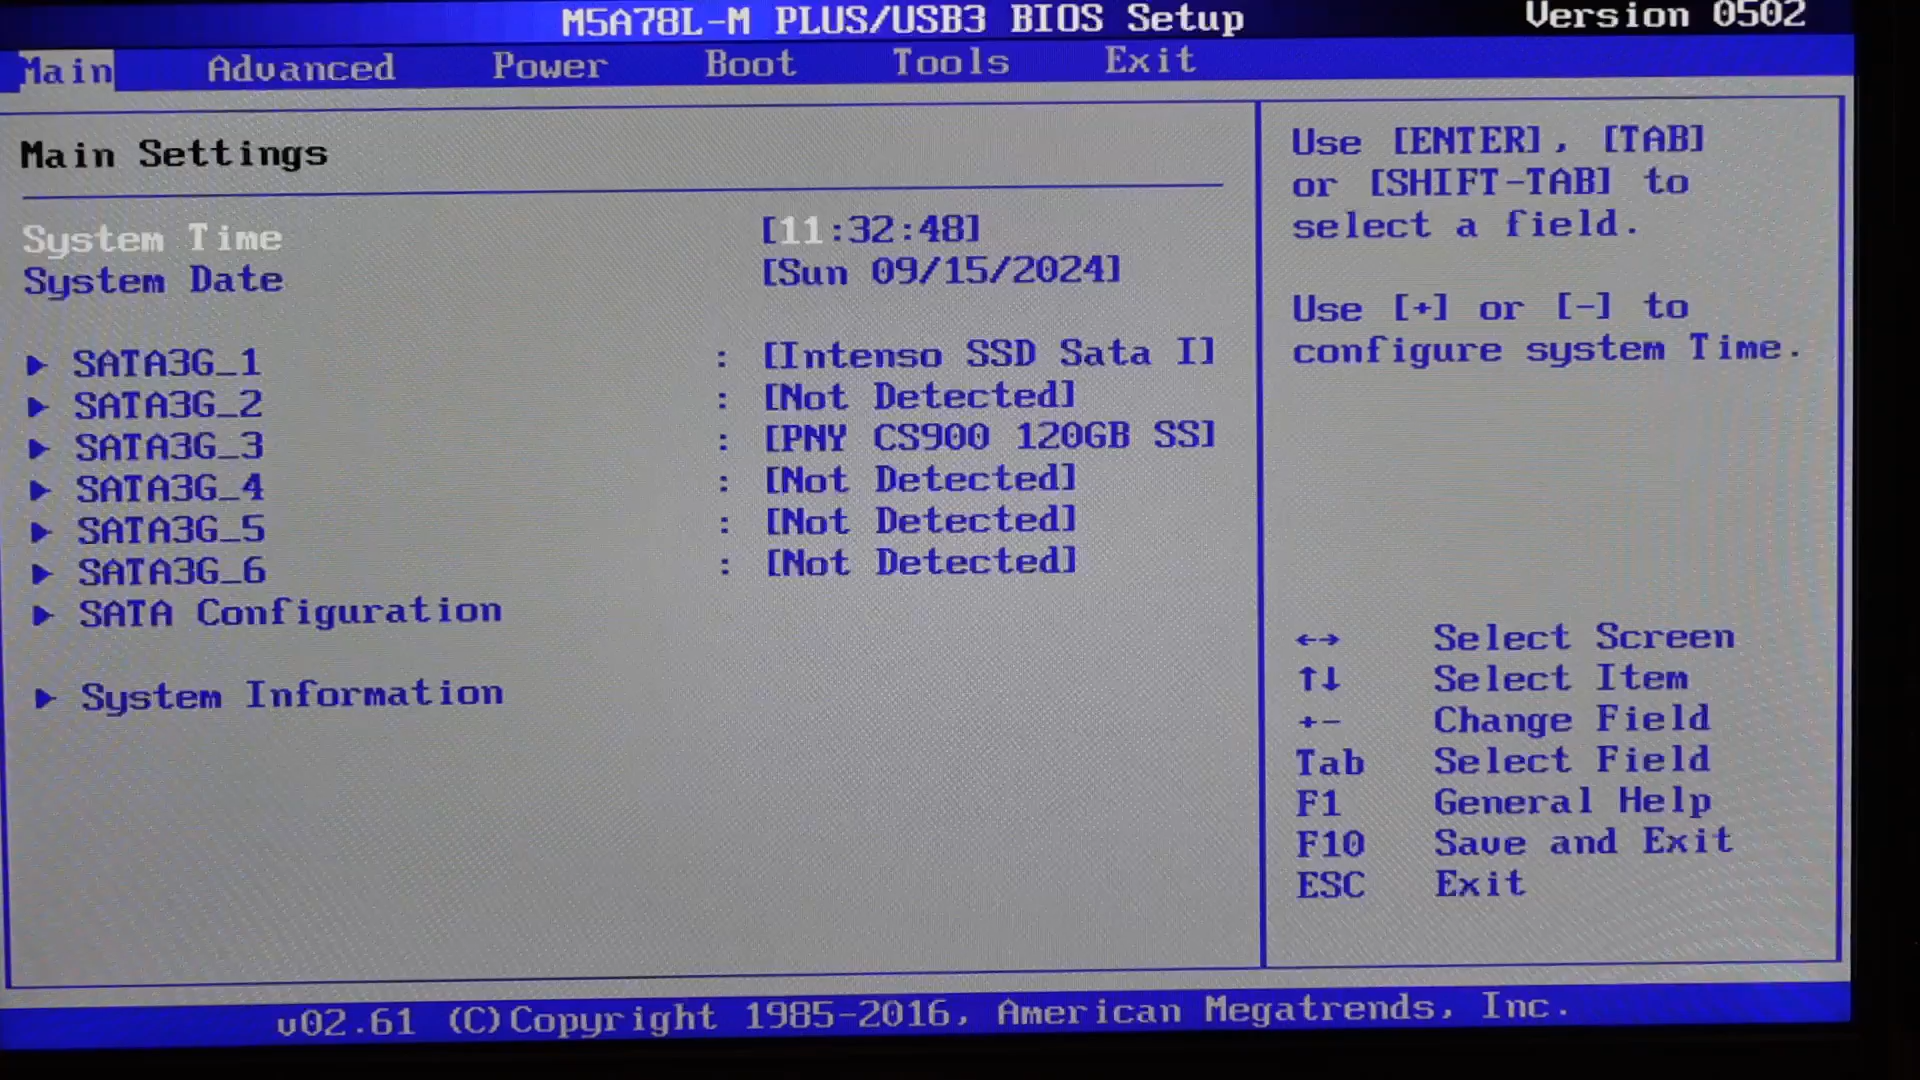 M5A78L-M PLUS/USB3 BIOS Setup Version 0502
Main Advanced Power Boot Tools Exit
Main Settings
System Time [11:32:48]
System Date [Sun 09/15/2024]
► SATA3G_1 : [Intenso SSD Sata I]
► SATA3G_2 : [Not Detected]
► SATA3G_3 : [PNY CS900 120GB SS]
► SATA3G_4 : [Not Detected]
► SATA3G_5 : [Not Detected]
► SATA3G_6 : [Not Detected]
► SATA Configuration
► System Information
Use [ENTER], [TAB]
or [SHIFT-TAB] to
select a field.
Use [+] or [-] to
configure system Time.
↔ Select Screen
↑↓ Select Item
+- Change Field
Tab Select Field
F1 General Help
F10 Save and Exit
ESC Exit
v02.61 (C)Copyright 1985-2016, American Megatrends, Inc.